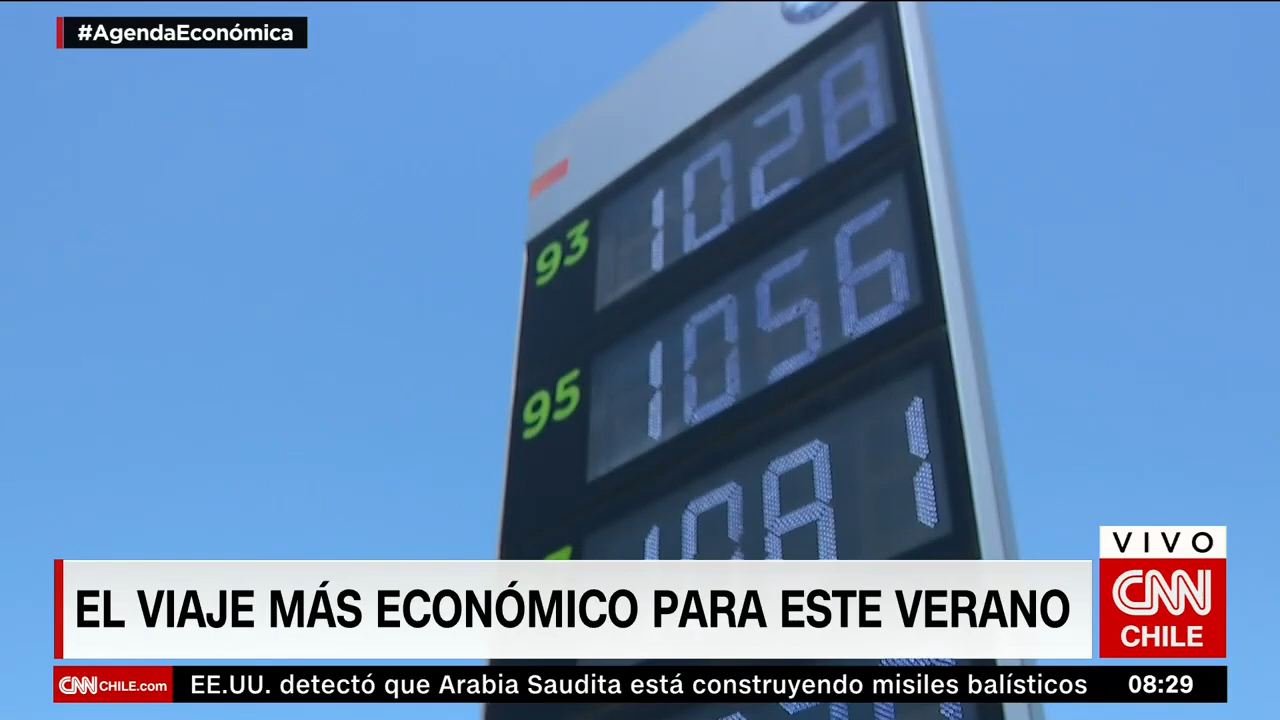 #AgendaEconómica
93 1028
95 1056
VIVO
CNN
CHILE
EL VIAJE MÁS ECONÓMICO PARA ESTE VERANO
CNNCHILE.com EE.UU. detectó que Arabia Saudita está construyendo misiles balísticos 08:29